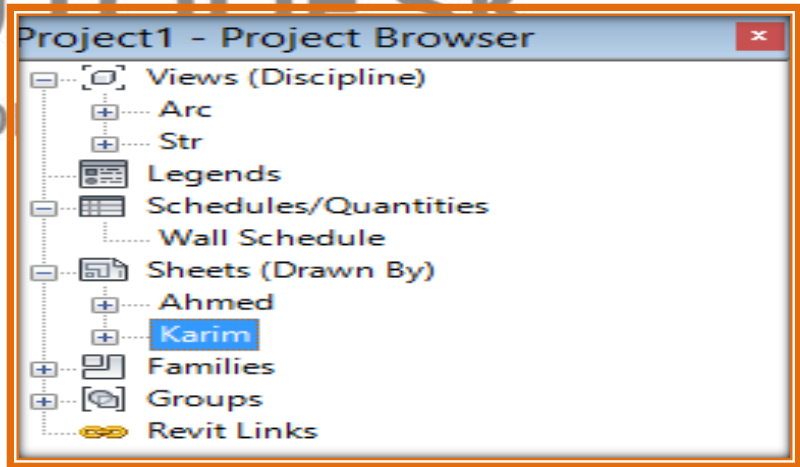 Project1 - Project Browser
Views (Discipline)
Arc
Str
Legends
Schedules/Quantities
Wall Schedule
Sheets (Drawn By)
Ahmed
Karim
Families
Groups
Revit Links